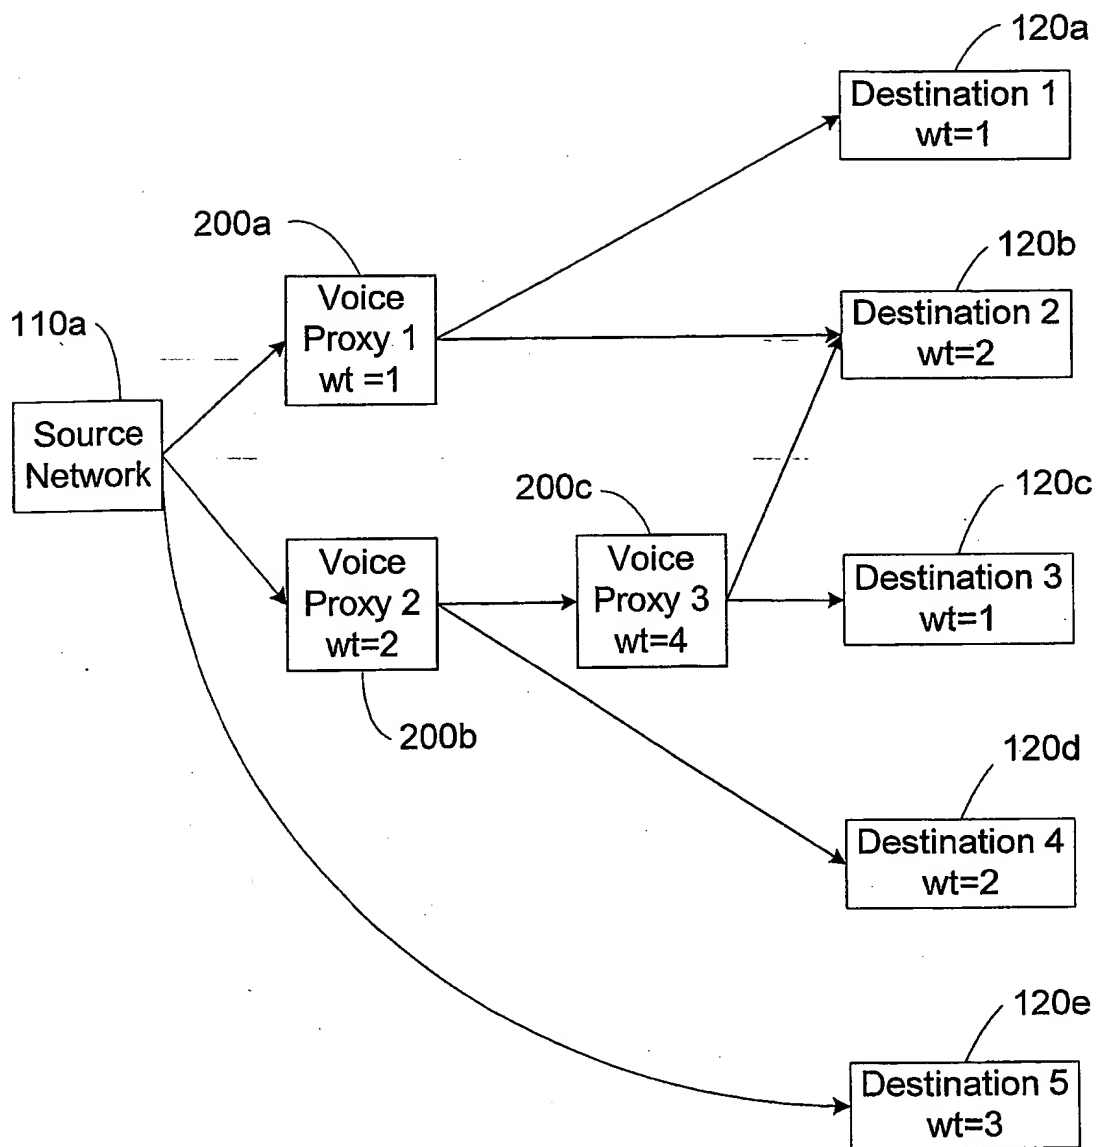 120a
Destination 1
wt=1
200a
120b
Voice
Proxy 1
wt =1
Destination 2
wt=2
110a
Source
Network
200c
120c
Voice
Proxy 2
wt=2
Voice
Proxy 3
wt=4
Destination 3
wt=1
200b
120d
Destination 4
wt=2
120e
Destination 5
wt=3